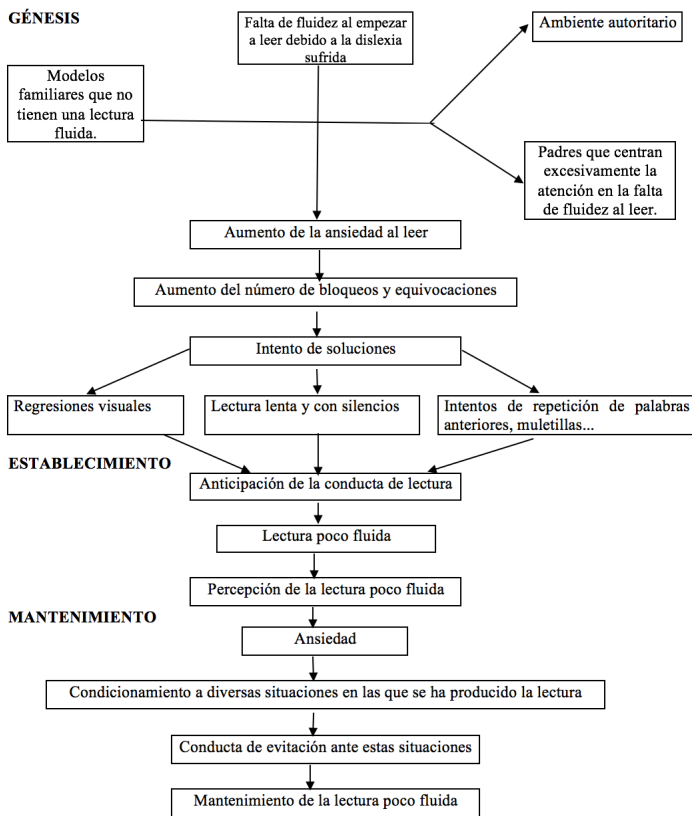 GÉNESIS
Falta de fluidez al empezar
a leer debido a la dislexia
sufrida
Ambiente autoritario
Modelos
familiares que no
tienen una lectura
fluida.
Padres que centran
excesivamente la
atención en la falta
de fluidez al leer.
Aumento de la ansiedad al leer
Aumento del número de bloqueos y equivocaciones
Intento de soluciones
Regresiones visuales
Lectura lenta y con silencios
Intentos de repetición de palabras
anteriores, muletillas...
ESTABLECIMIENTO
Anticipación de la conducta de lectura
Lectura poco fluida
Percepción de la lectura poco fluida
MANTENIMIENTO
Ansiedad
Condicionamiento a diversas situaciones en las que se ha producido la lectura
Conducta de evitación ante estas situaciones
Mantenimiento de la lectura poco fluida